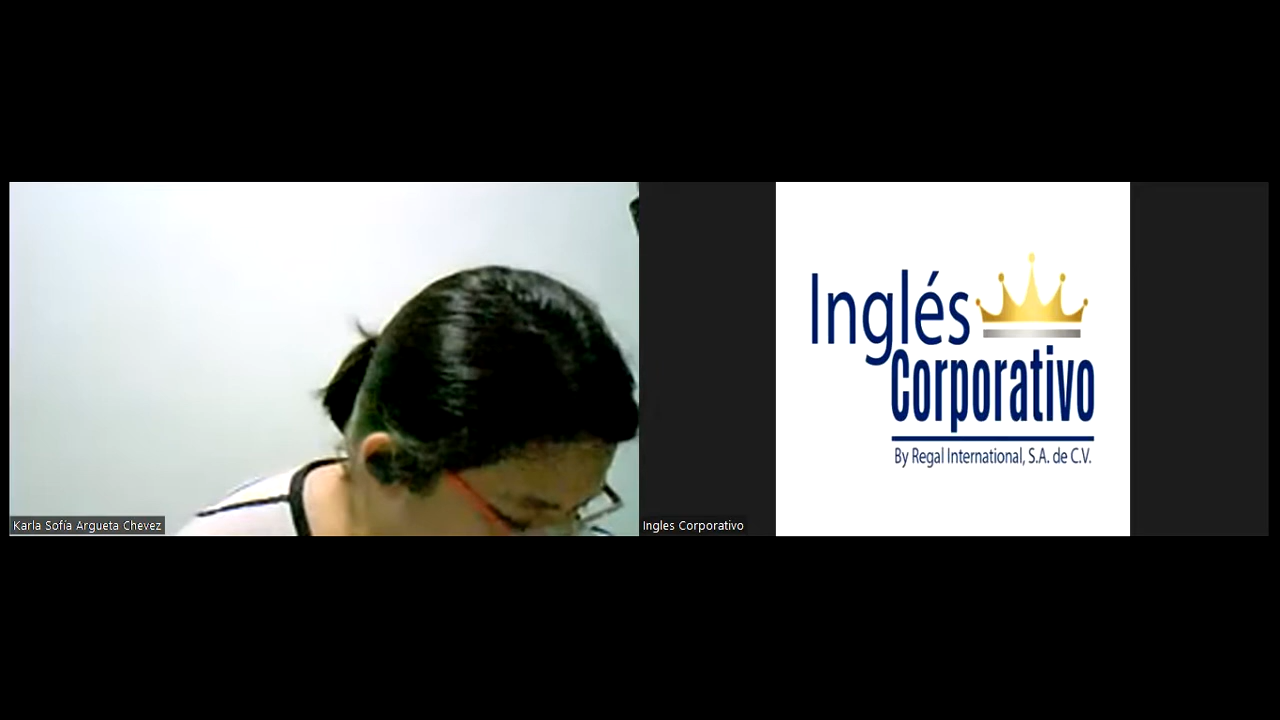 Inglés
Corporativo
By Regal International, S.A. de C.V.
Karla Sofía Argueta Chevez
Ingles Corporativo